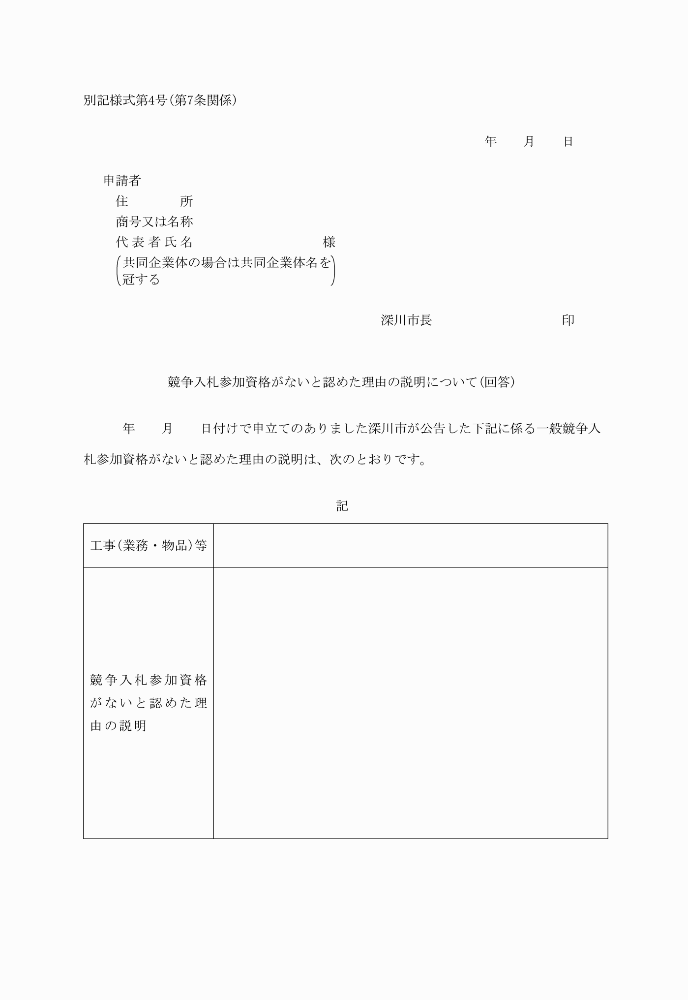 別記様式第4号(第7条関係)
年　　月　　日
申請者
住　　　　所
商号又は名称
代表者氏名　　　　　　　　　　様
(共同企業体の場合は共同企業体名を
冠する)
深川市長　　　　　　　　　　印
競争入札参加資格がないと認めた理由の説明について(回答)
年　　月　　日付けで申立てのありました深川市が公告した下記に係る一般競争入
札参加資格がないと認めた理由の説明は、次のとおりです。
記
工事(業務・物品)等
競争入札参加資格
がないと認めた理
由の説明